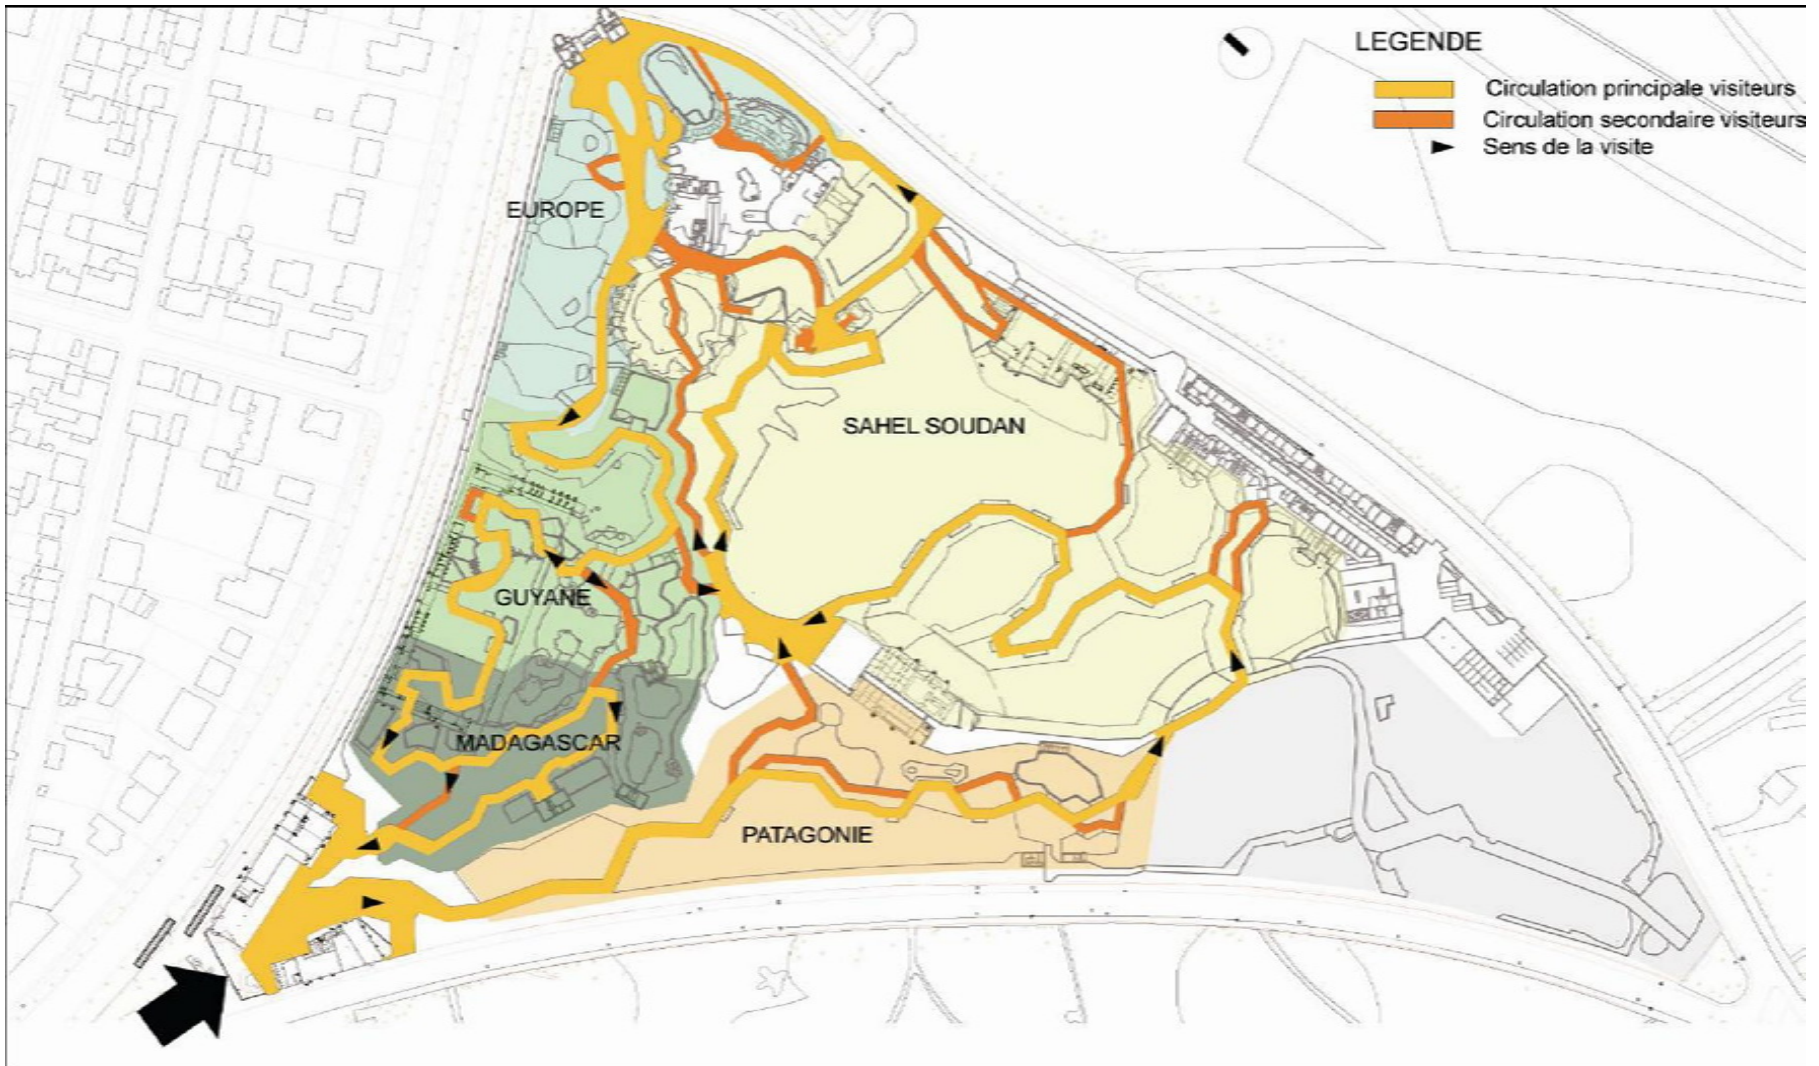 LEGENDE
Circulation principale visiteurs
Circulation secondaire visiteurs
Sens de la visite
EUROPE
SAHEL SOUDAN
GUYANE
MADAGASCAR
PATAGONIE